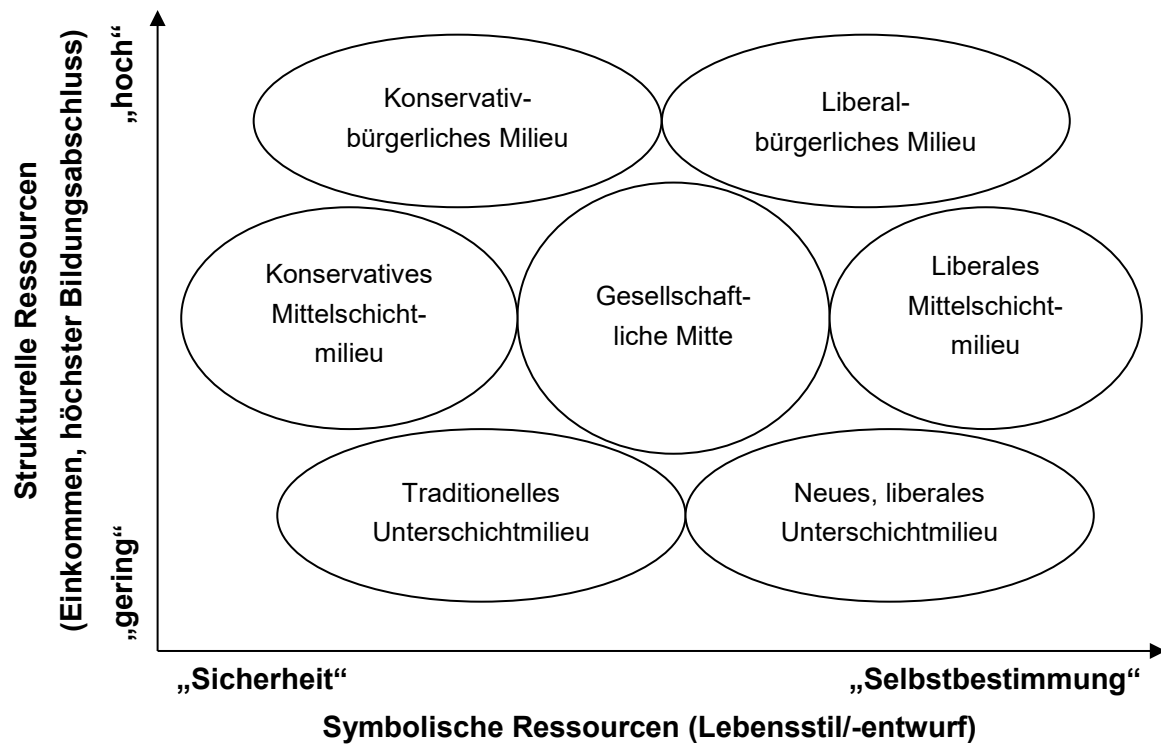 Strukturelle Ressourcen
(Einkommen, höchster Bildungsabschluss)
„hoch“
„gering“
Konservativ-
bürgerliches Milieu
Liberal-
bürgerliches Milieu
Konservatives
Mittelschicht-
milieu
Gesellschaft-
liche Mitte
Liberales
Mittelschicht-
milieu
Traditionelles
Unterschichtmilieu
Neues, liberales
Unterschichtmilieu
„Sicherheit“
„Selbstbestimmung“
Symbolische Ressourcen (Lebensstil/-entwurf)